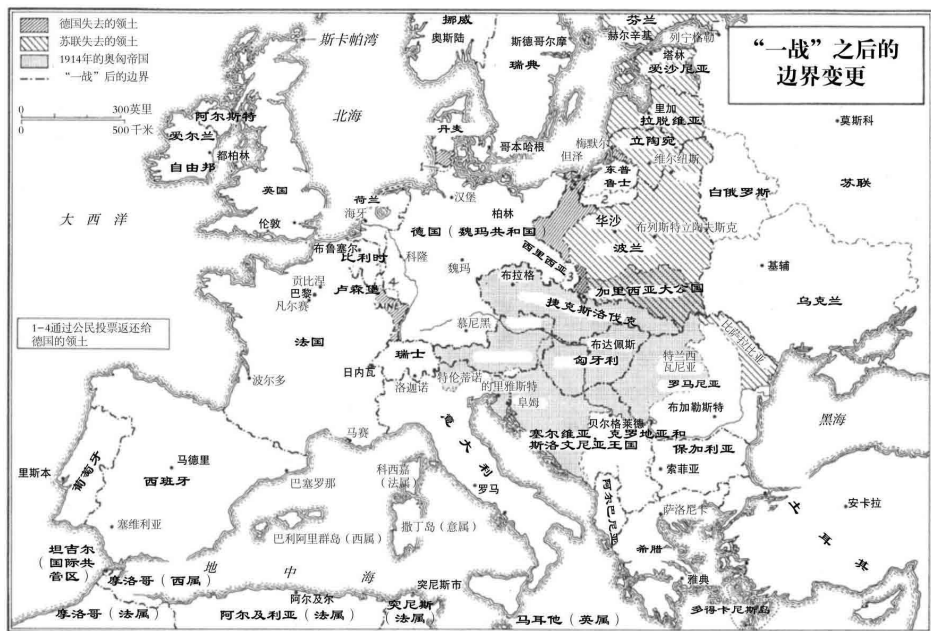 德国失去的领土
苏联失去的领土
1914年的奥匈帝国
“一战”后的边界
0 300英里
0 500千米
“一战”之后的
边界变更
斯卡帕湾
挪威
奥斯陆
斯德哥尔摩
瑞典
芬兰
赫尔辛基
列宁格勒
塔林
爱沙尼亚
里加
拉脱维亚
莫斯科
阿尔斯特
爱尔兰
都柏林
自由邦
北海
丹麦
哥本哈根
梅默尔
但泽
立陶宛
维尔纽斯
东普
鲁士
2
白俄罗斯
苏联
英国
伦敦
大西洋
荷兰
海牙
汉堡
柏林
德国（魏玛共和国）
华沙
布列斯特立陶夫斯克
波兰
布鲁塞尔
比利时
科隆
魏玛
西里西亚
3
布拉格
加里西亚大公国
基辅
乌克兰
贡比涅
巴黎
凡尔赛
卢森堡
4
捷克斯洛伐克
1-4通过公民投票返还给
德国的领土
法国
慕尼黑
布达佩斯
匈牙利
比萨拉比亚
瑞士
日内瓦
洛迦诺
特伦蒂诺
的里雅斯特
阜姆
特兰西
瓦尼亚
罗马尼亚
波尔多
贝尔格莱德
布加勒斯特
黑海
马赛
意大利
塞尔维亚、克罗地亚和
斯洛文尼亚王国
保加利亚
索菲亚
里斯本
葡萄牙
马德里
西班牙
巴塞罗那
科西嘉
（法属）
罗马
阿尔巴尼亚
萨洛尼卡
安卡拉
土耳其
塞维利亚
巴利阿里群岛（西属）
撒丁岛（意属）
希腊
雅典
坦吉尔
（国际共
管区）
摩洛哥（西属）
地中海
突尼斯市
阿尔及尔
多得卡尼斯岛
摩洛哥（法属）
阿尔及利亚（法属）
突尼斯
（法属）
马耳他（英属）